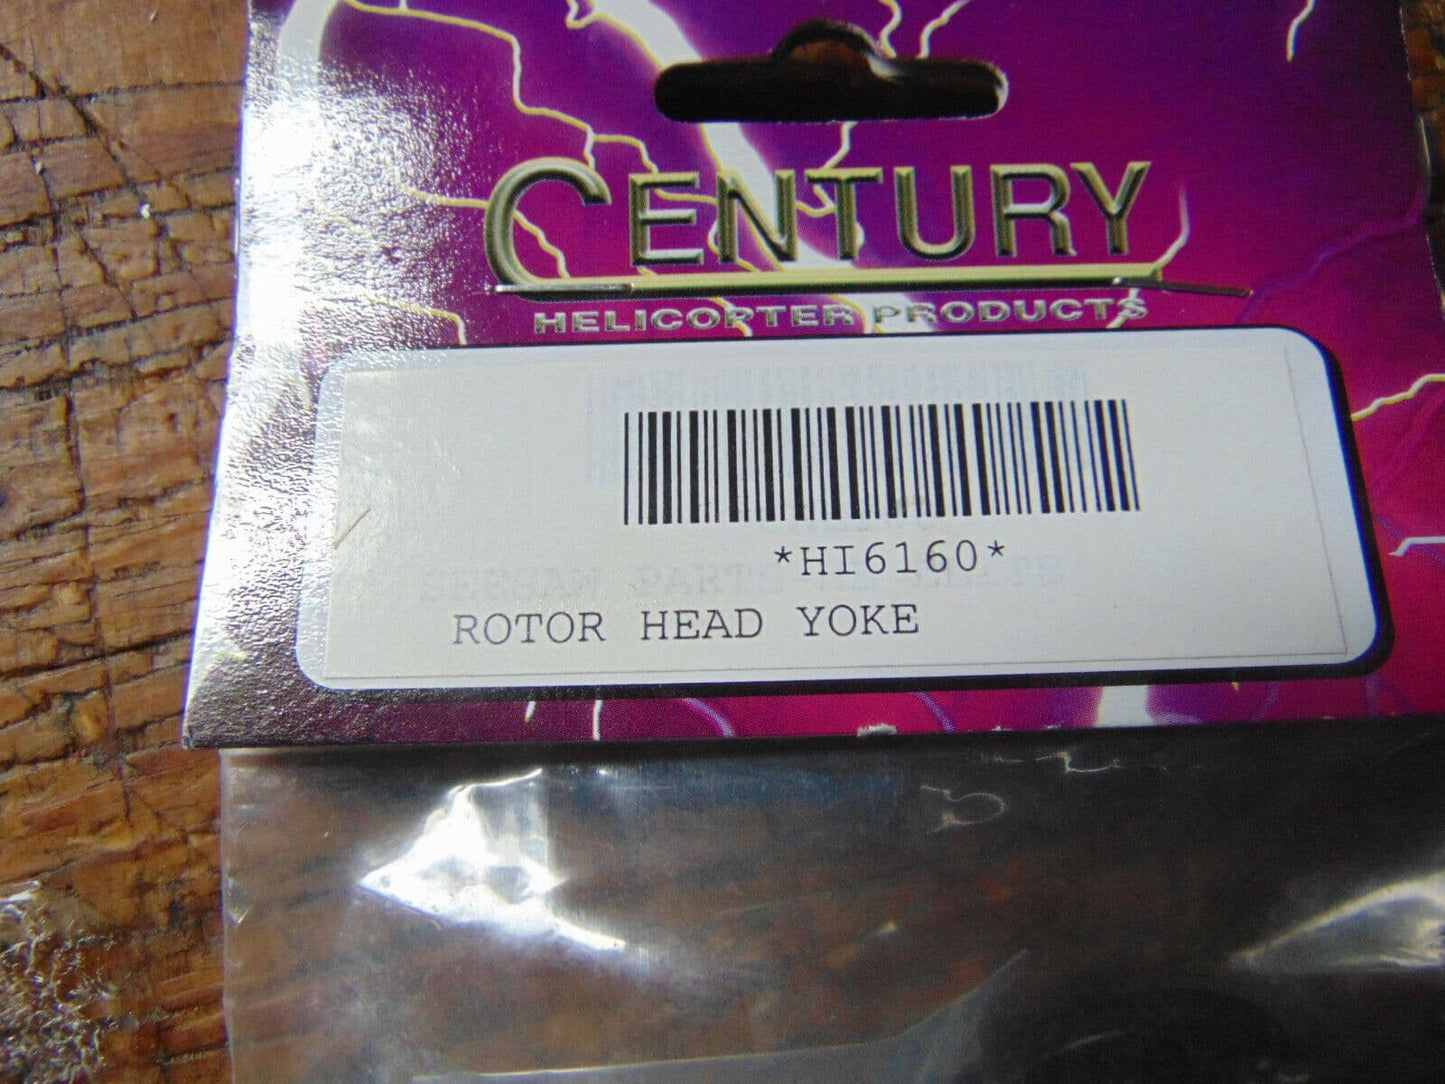 CENTURY
HELICOPTER PRODUCTS
*HI6160*
ROTOR HEAD YOKE